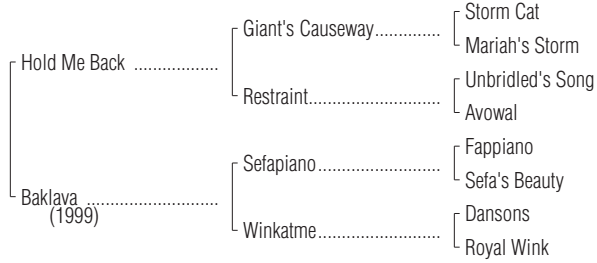 Storm Cat
Giant's Causeway..............
Mariah's Storm
Hold Me Back ..................
Unbridled's Song
Restraint............................
Avowal
Fappiano
Sefapiano..........................
Sefa's Beauty
Baklava ............................
(1999)
Dansons
Winkatme..........................
Royal Wink